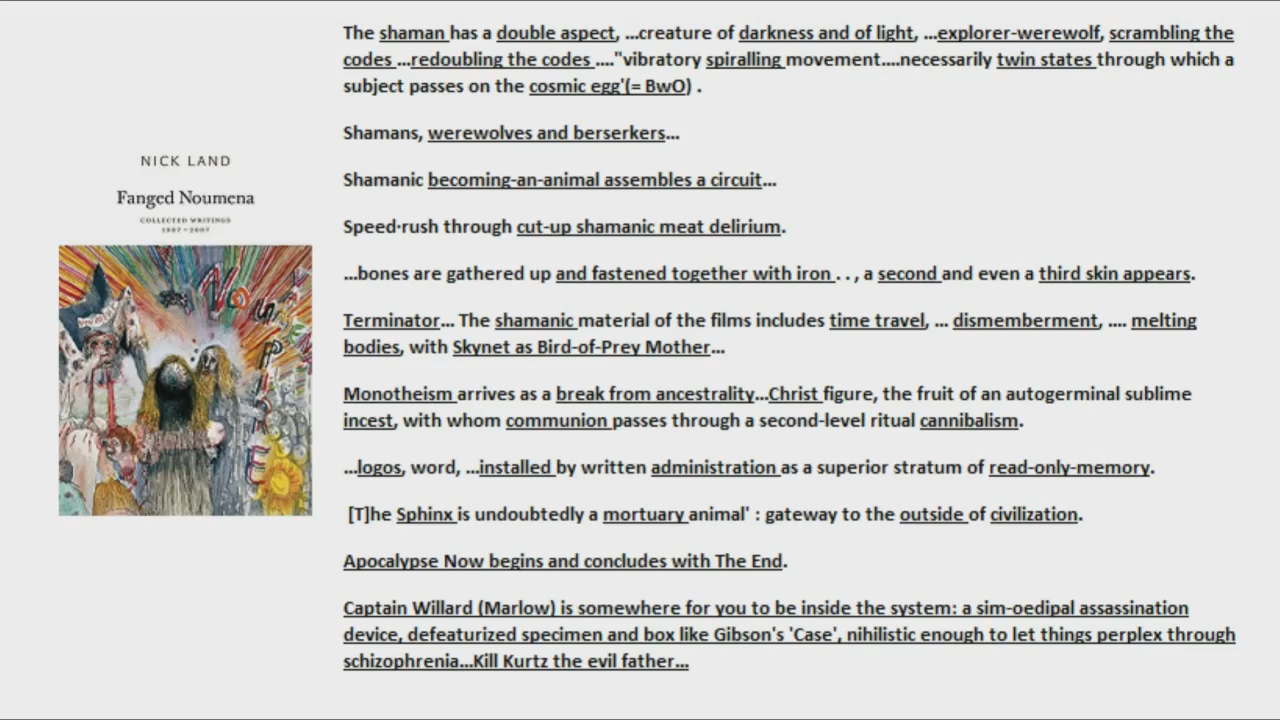 The shaman has a double aspect, ...creature of darkness and of light, ...explorer-werewolf, scrambling the
codes ...redoubling the codes ...."vibratory spiralling movement....necessarily twin states through which a
subject passes on the cosmic egg'(= BwO) .
Shamans, werewolves and berserkers...
Shamanic becoming-an-animal assembles a circuit...
Speed·rush through cut-up shamanic meat delirium.
...bones are gathered up and fastened together with iron . . , a second and even a third skin appears.
Terminator... The shamanic material of the films includes time travel, ... dismemberment, .... melting
bodies, with Skynet as Bird-of-Prey Mother...
Monotheism arrives as a break from ancestrality...Christ figure, the fruit of an autogerminal sublime
incest, with whom communion passes through a second-level ritual cannibalism.
...logos, word, ...installed by written administration as a superior stratum of read-only-memory.
[T]he Sphinx is undoubtedly a mortuary animal' : gateway to the outside of civilization.
Apocalypse Now begins and concludes with The End.
Captain Willard (Marlow) is somewhere for you to be inside the system: a sim-oedipal assassination
device, defeaturized specimen and box like Gibson's 'Case', nihilistic enough to let things perplex through
schizophrenia...Kill Kurtz the evil father...
NICK LAND
Fanged Noumena
COLLECTED WRITINGS
1987–2007